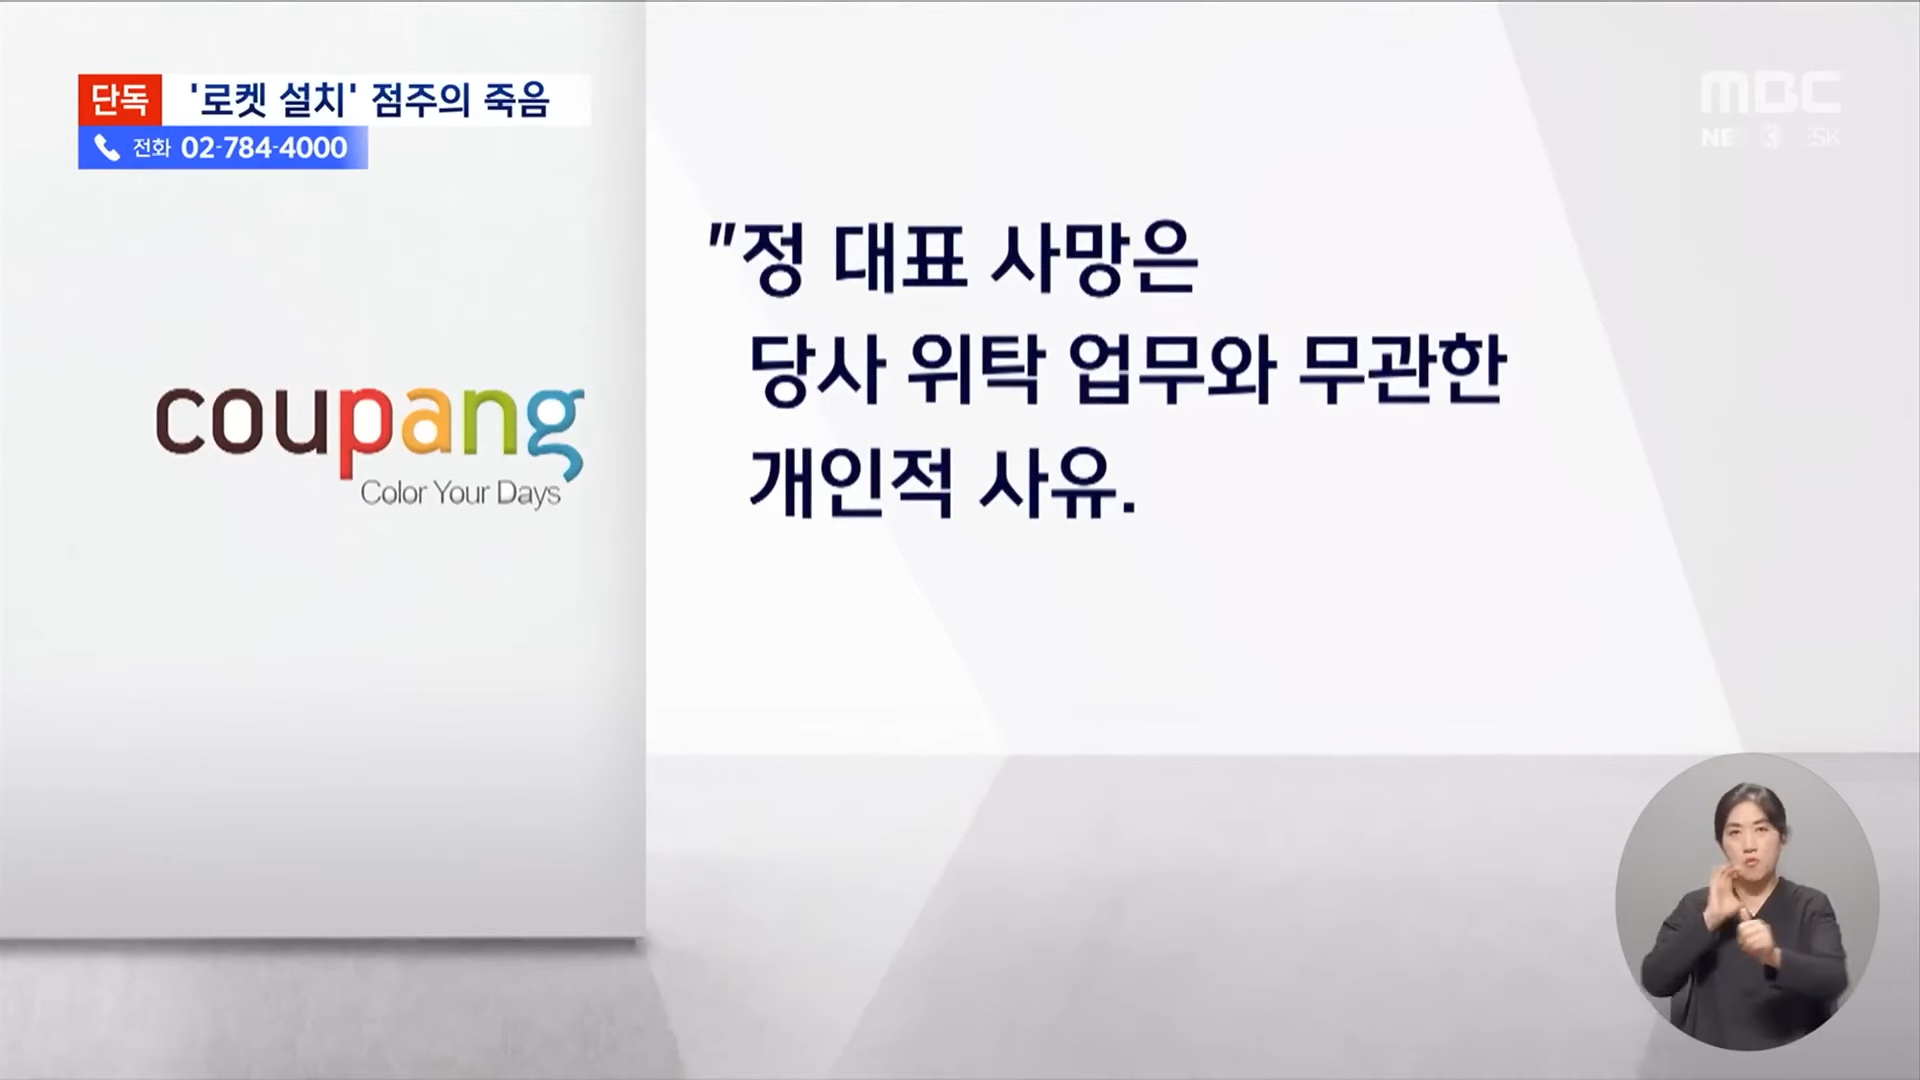 단독 '로켓 설치' 점주의 죽음
전화 02-784-4000
MBC
"정 대표 사망은
당사 위탁 업무와 무관한
개인적 사유.
coupang
Color Your Days